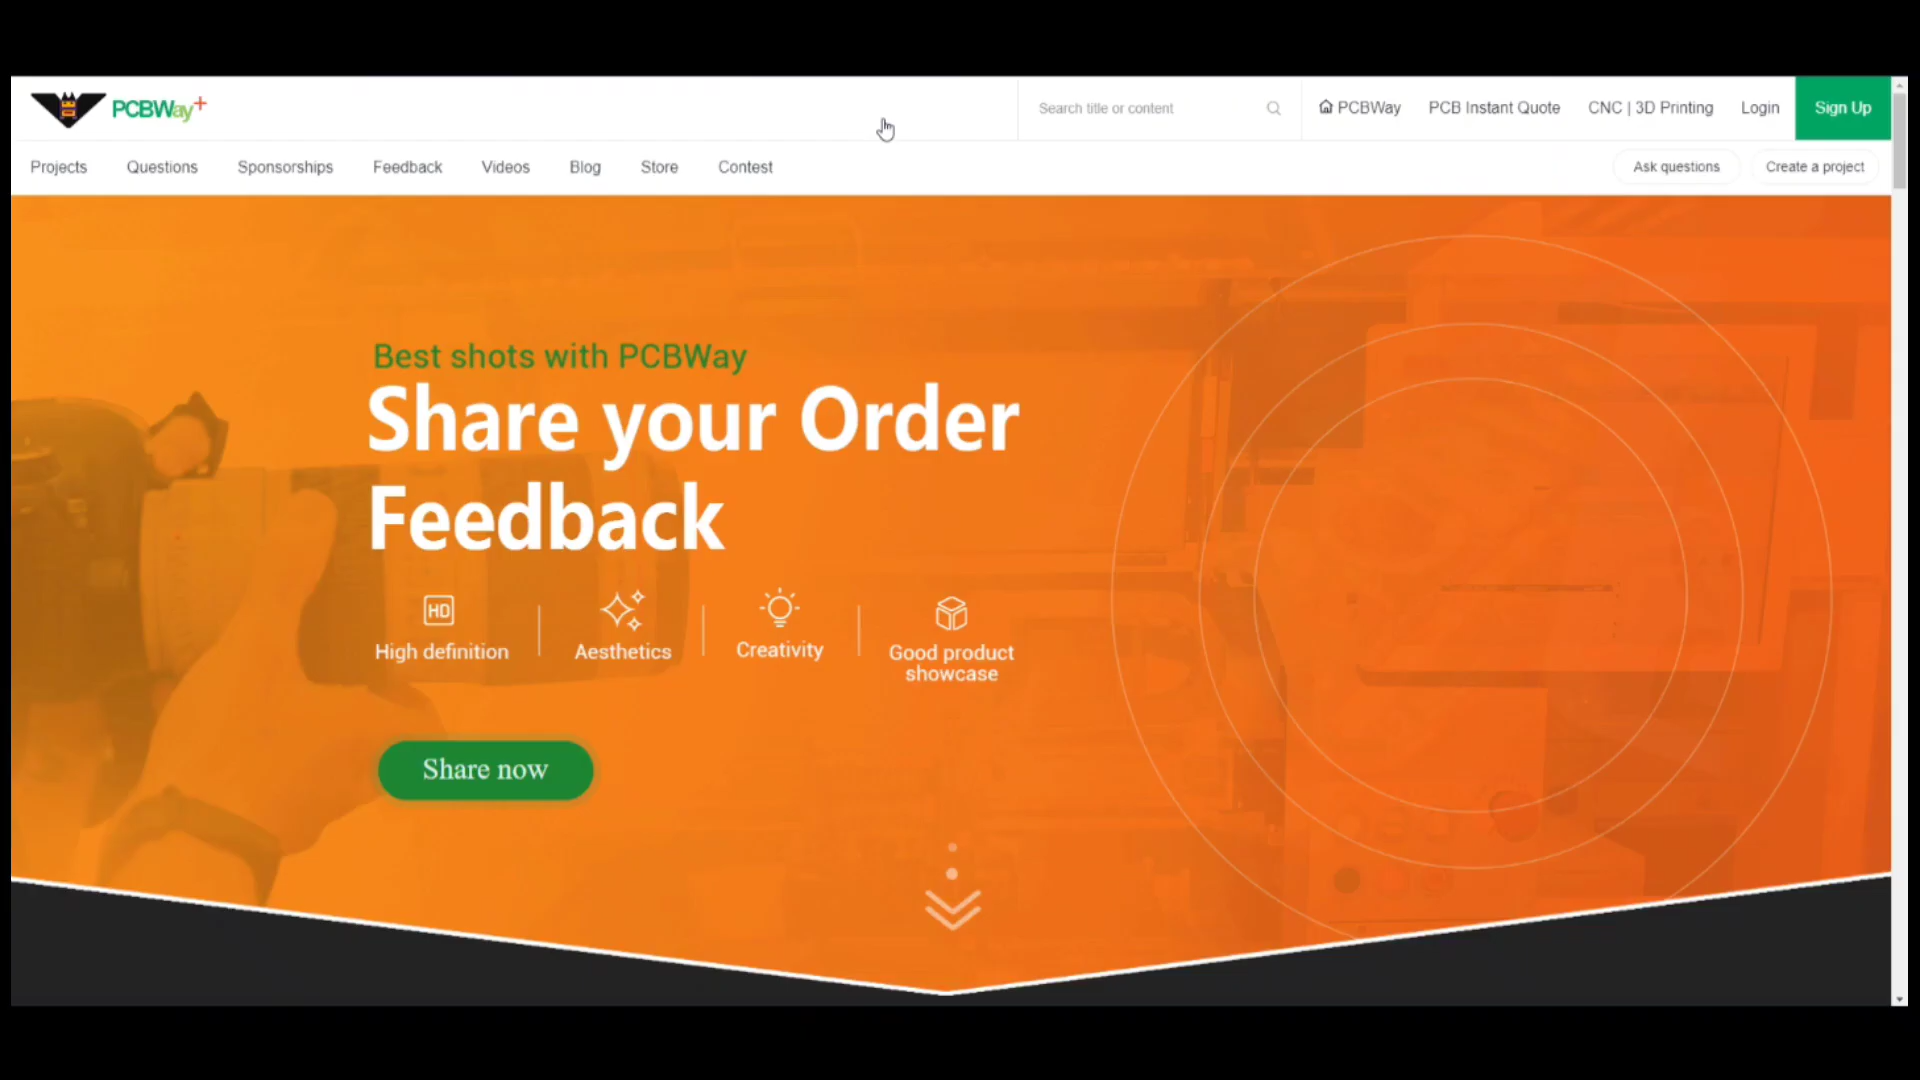 PCBWay+
Search title or content
PCBWay
PCB Instant Quote
CNC | 3D Printing
Login
Sign Up
Projects
Questions
Sponsorships
Feedback
Videos
Blog
Store
Contest
Ask questions
Create a project
Best shots with PCBWay
Share your Order
Feedback
HD
High definition
Aesthetics
Creativity
Good product
showcase
Share now